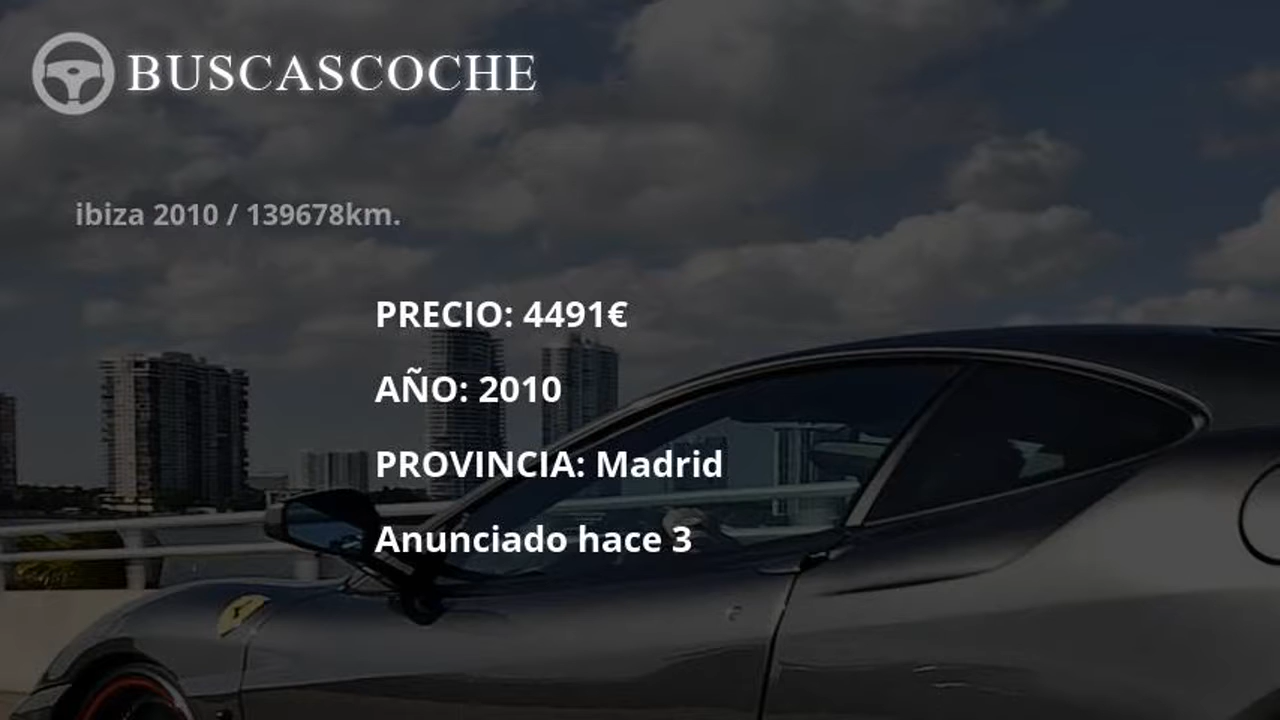 BUSCASCOCHE
ibiza 2010 / 139678km.
PRECIO: 4491€
AÑO: 2010
PROVINCIA: Madrid
Anunciado hace 3